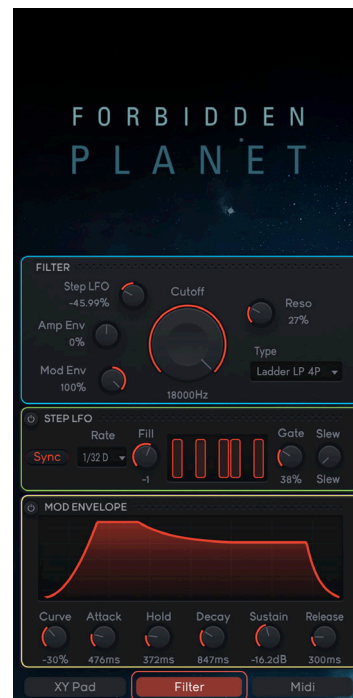 FORBIDDEN
PLANET
FILTER
Step LFO
-45.99%
Cutoff
Reso
27%
Amp Env
0%
Type
Ladder LP 4P
Mod Env
100%
18000Hz
STEP LFO
Rate Fill Gate Slew
Sync 1/32 D
-1 38% Slew
MOD ENVELOPE
Curve Attack Hold Decay Sustain Release
-30% 476ms 372ms 847ms -16.2dB 300ms
XY Pad Filter Midi